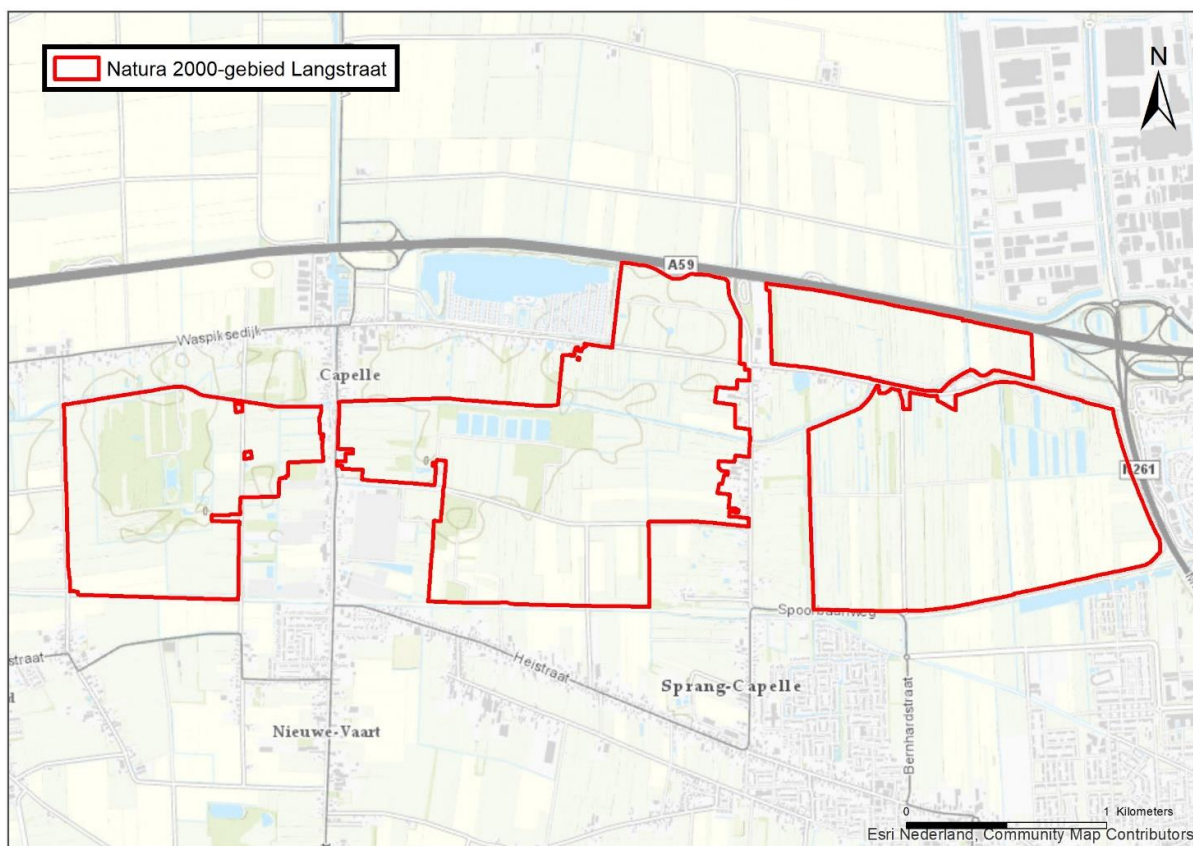 Natura 2000-gebied Langstraat
N
A59
Waspiksedijk
Capelle
Spoorbaanweg
straat
Heistraat
Sprang-Capelle
Nieuwe-Vaart
Bernhardstraat
0 1 Kilometers
Esri Nederland, Community Map Contributors